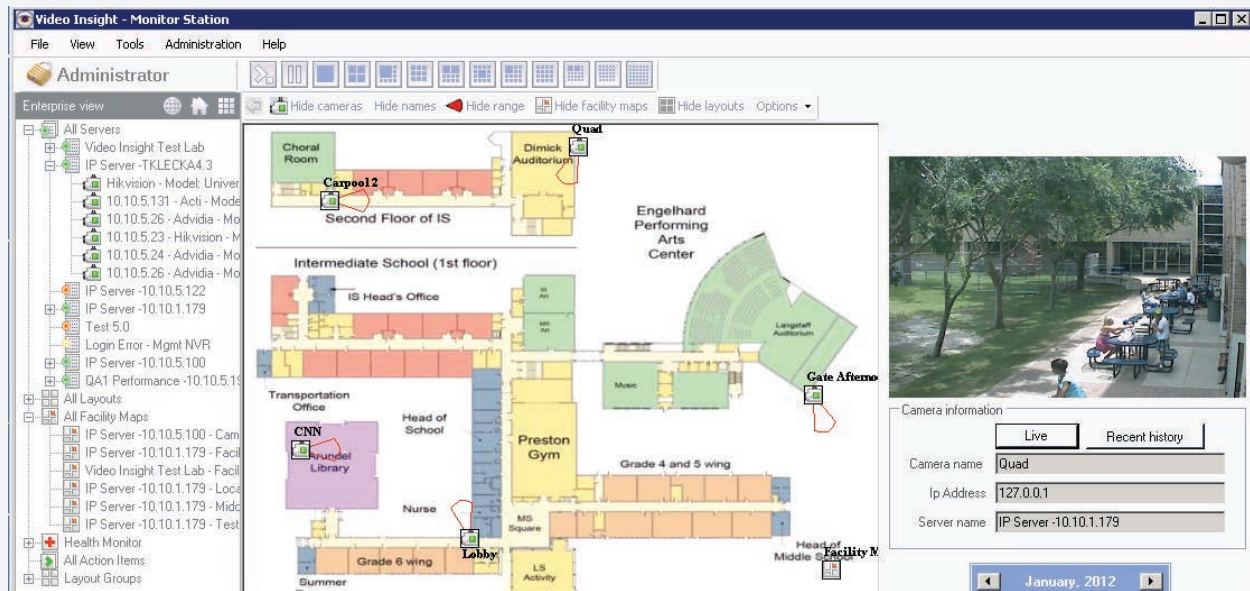 Video Insight - Monitor Station
File View Tools Administration Help
Administrator
Enterprise view
Hide cameras Hide names Hide range Hide facility maps Hide layouts Options
All Servers
Video Insight Test Lab
IP Server -TKLECKA4.3
Hikvision - Model: Univer
10.10.5.131 - Acti - Mode
10.10.5.26 - Advidia - Mo
10.10.5.23 - Hikvision - M
10.10.5.24 - Advidia - Mo
10.10.5.26 - Advidia - Mo
IP Server -10.10.5.122
IP Server -10.10.1.179
Test 5.0
Login Error - Mgmt NVR
IP Server -10.10.5.100
QA1 Performance -10.10.5.19
All Layouts
All Facility Maps
IP Server -10.10.5.100 - Cam
IP Server -10.10.1.179 - Facil
Video Insight Test Lab - Facil
IP Server -10.10.1.179 - Loca
IP Server -10.10.1.179 - Midd
IP Server -10.10.1.179 - Test
Health Monitor
All Action Items
Layout Groups
Quad
Choral
Room
Dimick
Auditorium
Carpool2
Second Floor of IS
Engelhard
Performing
Arts
Center
Intermediate School (1st floor)
IS Head's Office
IS
Art
MS
Art
Langstaff
Auditorium
Music
Gate Afterno
Transportation
Office
Head of
School
CNN
Arundel
Library
Preston
Gym
Grade 4 and 5 wing
Nurse
MS
Square
Lobby
Grade 6 wing
Head of
Middle School
Facility M
LS
Activity
Summer
Camera information
Live Recent history
Camera name Quad
Ip Address 127.0.0.1
Server name IP Server -10.10.1.179
January, 2012